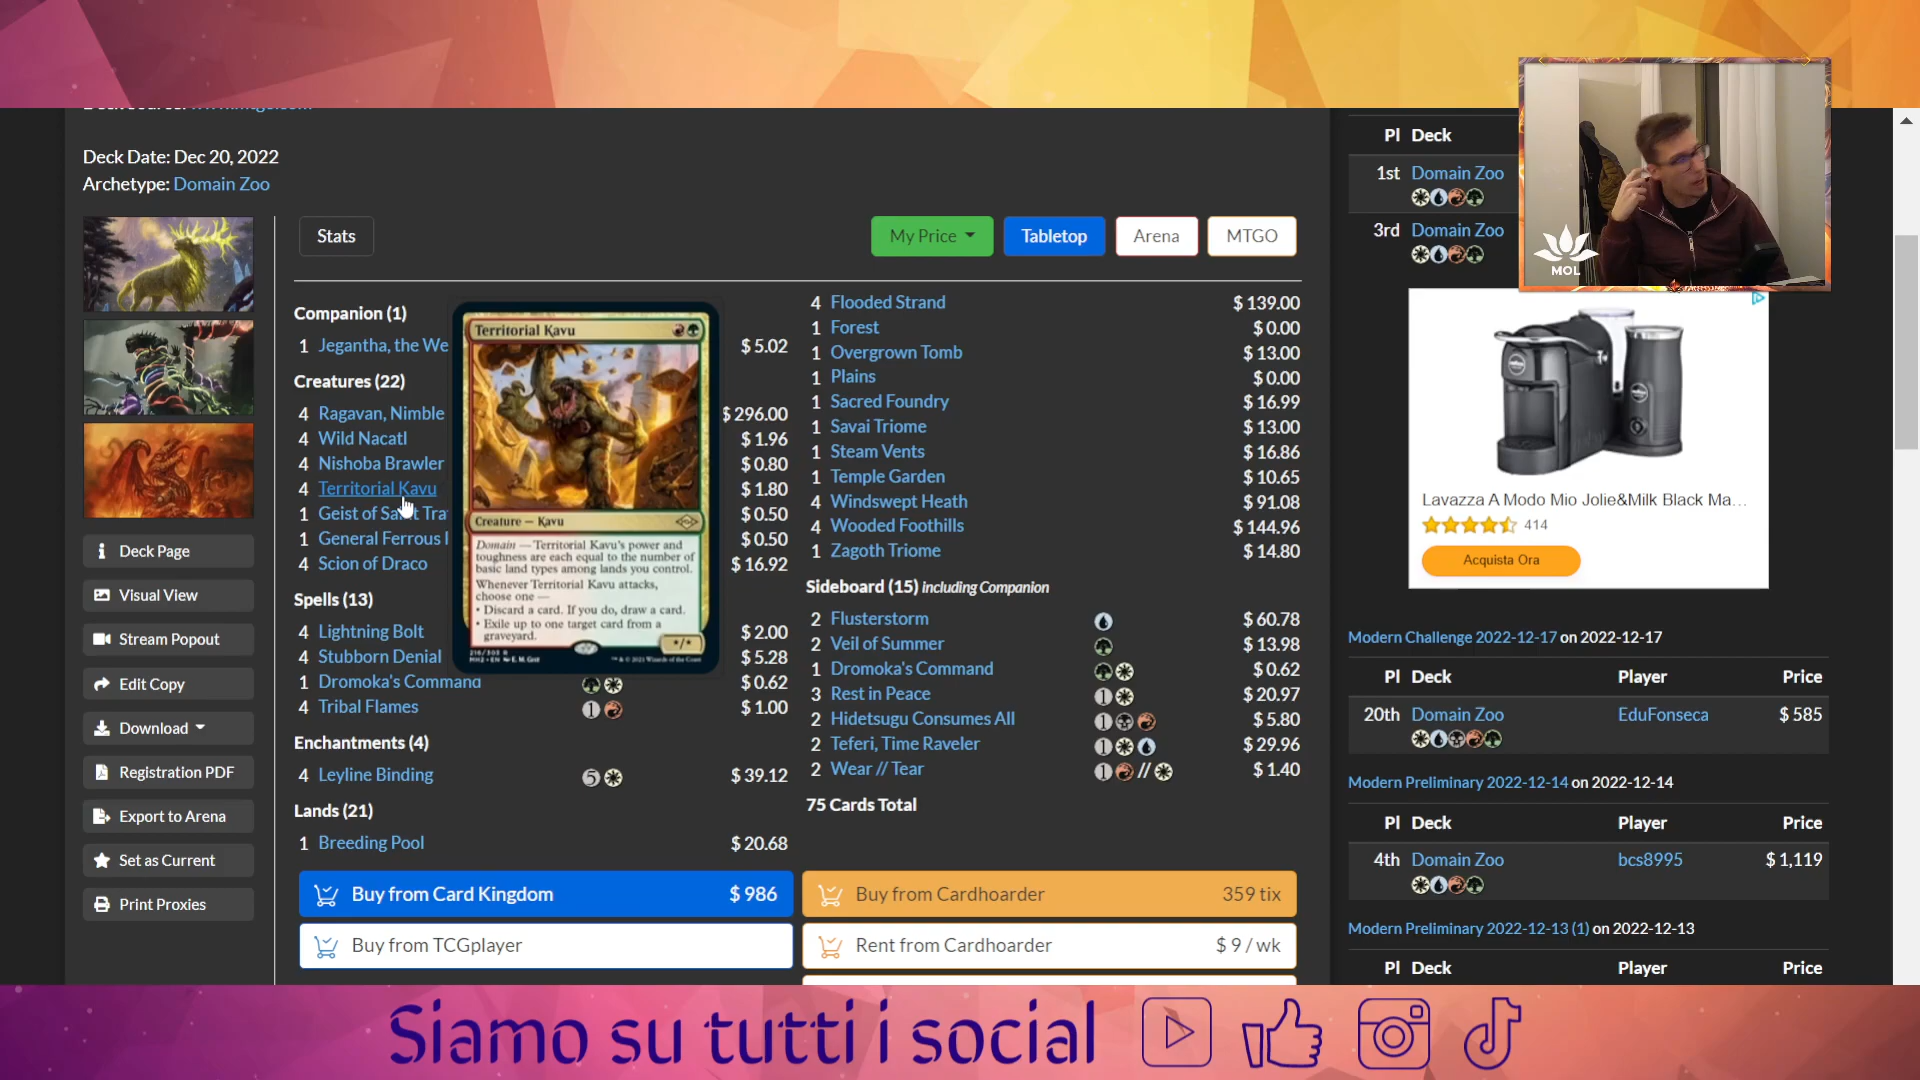 Deck Date: Dec 20, 2022
Archetype: Domain Zoo
Stats
My Price
Tabletop
Arena
MTGO
Companion (1)
1 Jegantha, the We $ 5.02
Creatures (22)
4 Ragavan, Nimble $ 296.00
4 Wild Nacatl $ 1.96
4 Nishoba Brawler $ 0.80
4 Territorial Kavu $ 1.80
1 Geist of Saint Tra $ 0.50
1 General Ferrous $ 0.50
4 Scion of Draco $ 16.92
Spells (13)
4 Lightning Bolt $ 2.00
4 Stubborn Denial $ 5.28
1 Dromoka's Command $ 0.62
4 Tribal Flames 1 $ 1.00
Enchantments (4)
4 Leyline Binding 5 $ 39.12
Lands (21)
1 Breeding Pool $ 20.68
Territorial Kavu
Creature — Kavu
Domain — Territorial Kavu's power and
toughness are each equal to the number of
basic land types among lands you control.
Whenever Territorial Kavu attacks,
choose one —
• Discard a card. If you do, draw a card.
• Exile up to one target card from a
graveyard.
*/*
4 Flooded Strand $ 139.00
1 Forest $ 0.00
1 Overgrown Tomb $ 13.00
1 Plains $ 0.00
1 Sacred Foundry $ 16.99
1 Savai Triome $ 13.00
1 Steam Vents $ 16.86
1 Temple Garden $ 10.65
4 Windswept Heath $ 91.08
4 Wooded Foothills $ 144.96
1 Zagoth Triome $ 14.80
Sideboard (15) including Companion
2 Flusterstorm $ 60.78
2 Veil of Summer $ 13.98
1 Dromoka's Command $ 0.62
3 Rest in Peace 1 $ 20.97
2 Hidetsugu Consumes All 1 $ 5.80
2 Teferi, Time Raveler 1 $ 29.96
2 Wear // Tear 1 // $ 1.40
75 Cards Total
Deck Page
Visual View
Stream Popout
Edit Copy
Download
Registration PDF
Export to Arena
Set as Current
Print Proxies
Buy from Card Kingdom $ 986
Buy from Cardhoarder 359 tix
Buy from TCGplayer
Rent from Cardhoarder $ 9 / wk
Pl Deck
1st Domain Zoo
3rd Domain Zoo
MOL
Lavazza A Modo Mio Jolie&Milk Black Ma...
414
Acquista Ora
Modern Challenge 2022-12-17 on 2022-12-17
Pl Deck Player Price
20th Domain Zoo EduFonseca $ 585
Modern Preliminary 2022-12-14 on 2022-12-14
Pl Deck Player Price
4th Domain Zoo bcs8995 $ 1,119
Modern Preliminary 2022-12-13 (1) on 2022-12-13
Pl Deck Player Price
Siamo su tutti i social